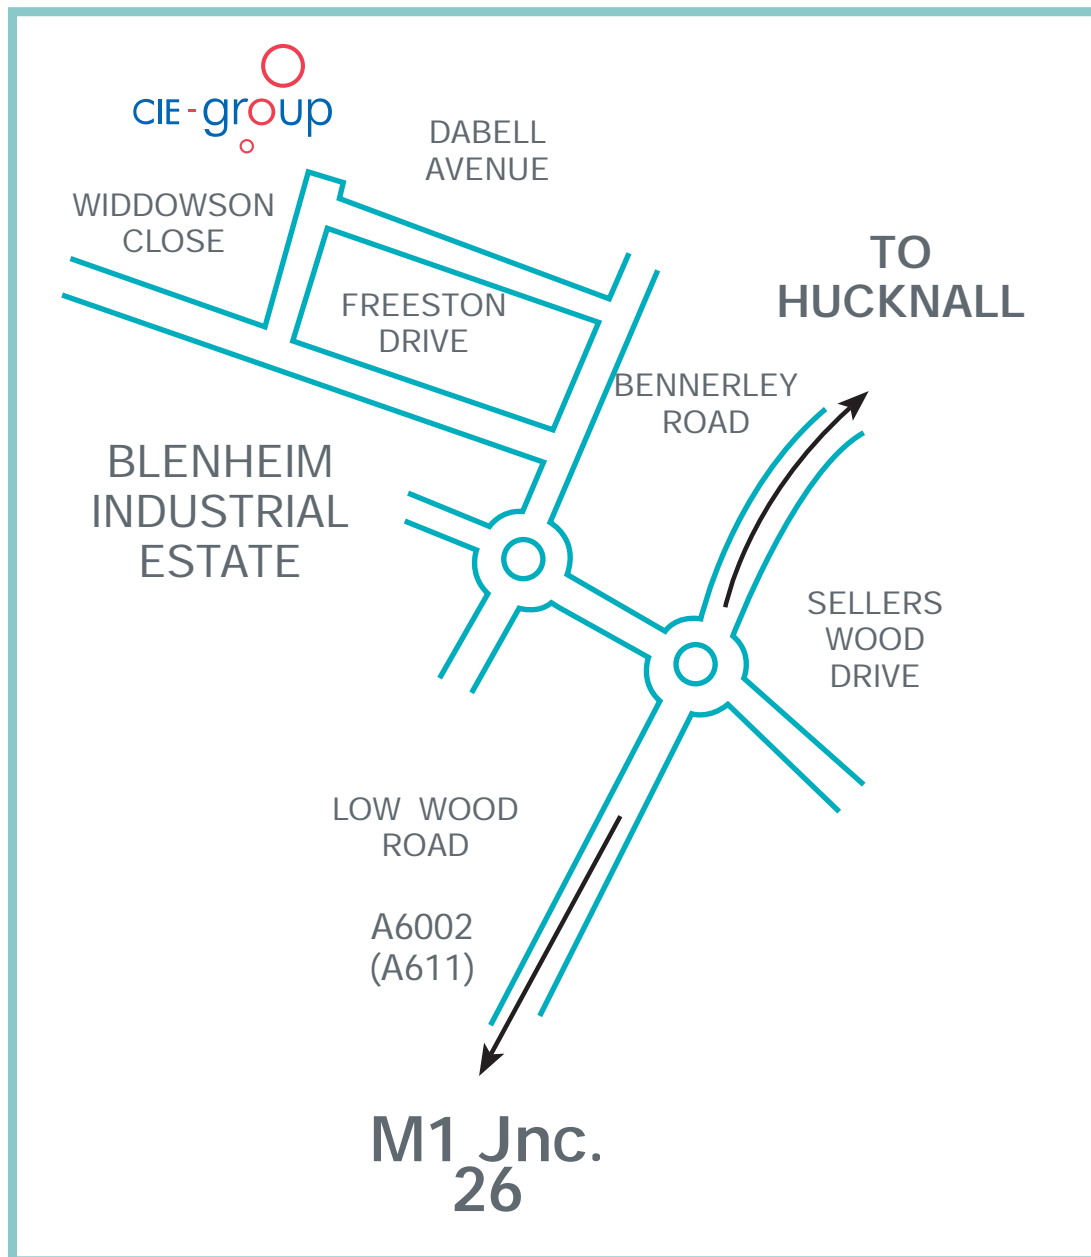 CIE-group
DABELL
AVENUE
WIDDOWSON
CLOSE
TO
HUCKNALL
FREESTON
DRIVE
BENNERLEY
ROAD
BLENHEIM
INDUSTRIAL
ESTATE
SELLERS
WOOD
DRIVE
LOW WOOD
ROAD
A6002
(A611)
M1 Jnc.
26